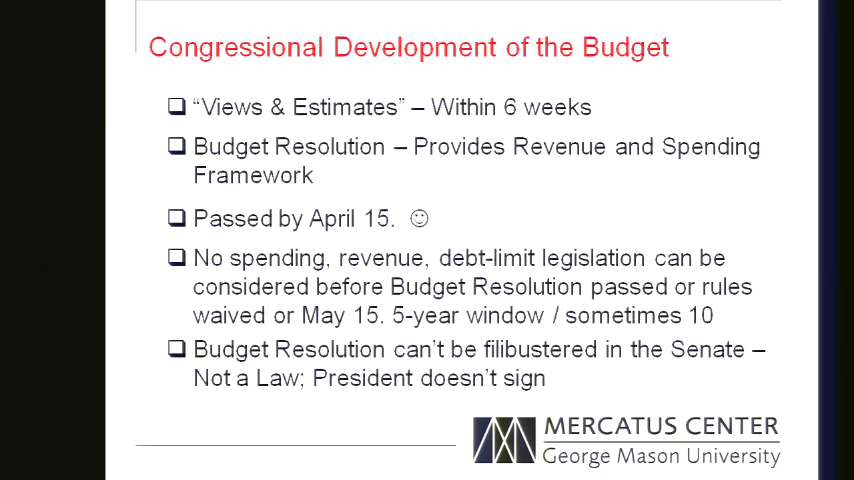 Congressional Development of the Budget
❑ “Views & Estimates” – Within 6 weeks
❑ Budget Resolution – Provides Revenue and Spending
Framework
❑ Passed by April 15. ☺
❑ No spending, revenue, debt-limit legislation can be
considered before Budget Resolution passed or rules
waived or May 15. 5-year window / sometimes 10
❑ Budget Resolution can’t be filibustered in the Senate –
Not a Law; President doesn’t sign
MERCATUS CENTER
George Mason University